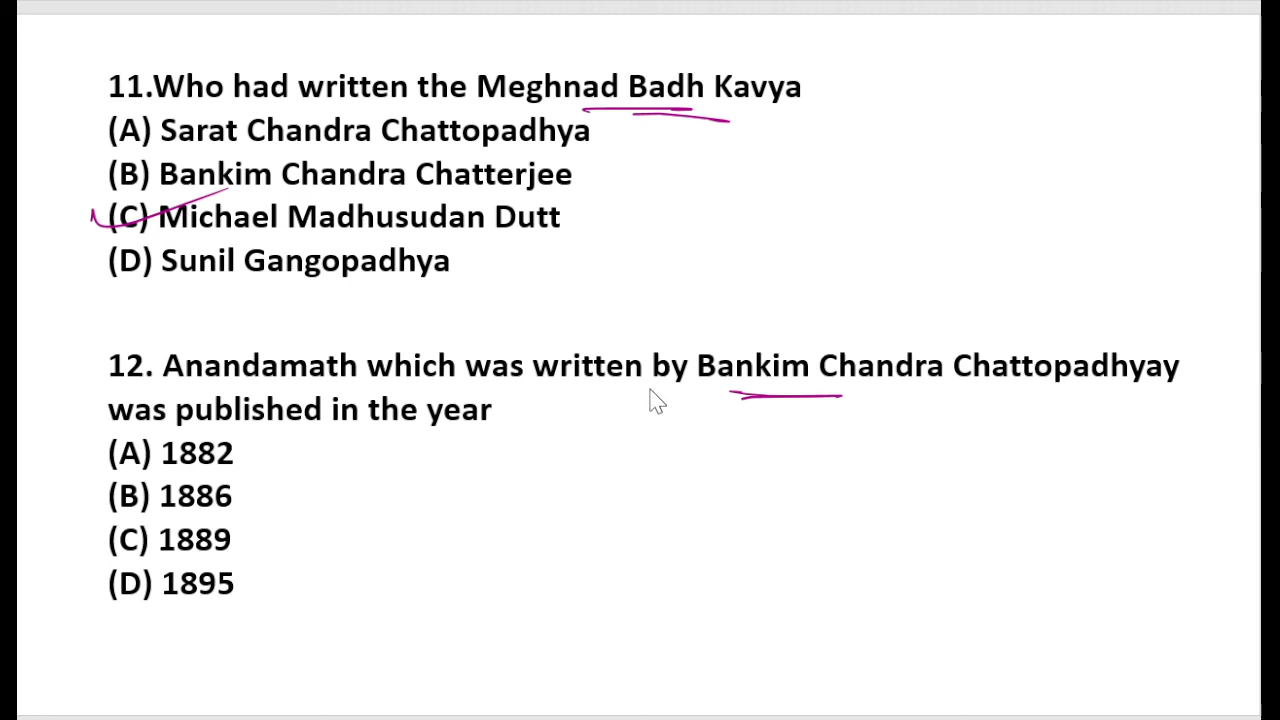 11.Who had written the Meghnad Badh Kavya
(A) Sarat Chandra Chattopadhya
(B) Bankim Chandra Chatterjee
(C) Michael Madhusudan Dutt
(D) Sunil Gangopadhya
12. Anandamath which was written by Bankim Chandra Chattopadhyay
was published in the year
(A) 1882
(B) 1886
(C) 1889
(D) 1895